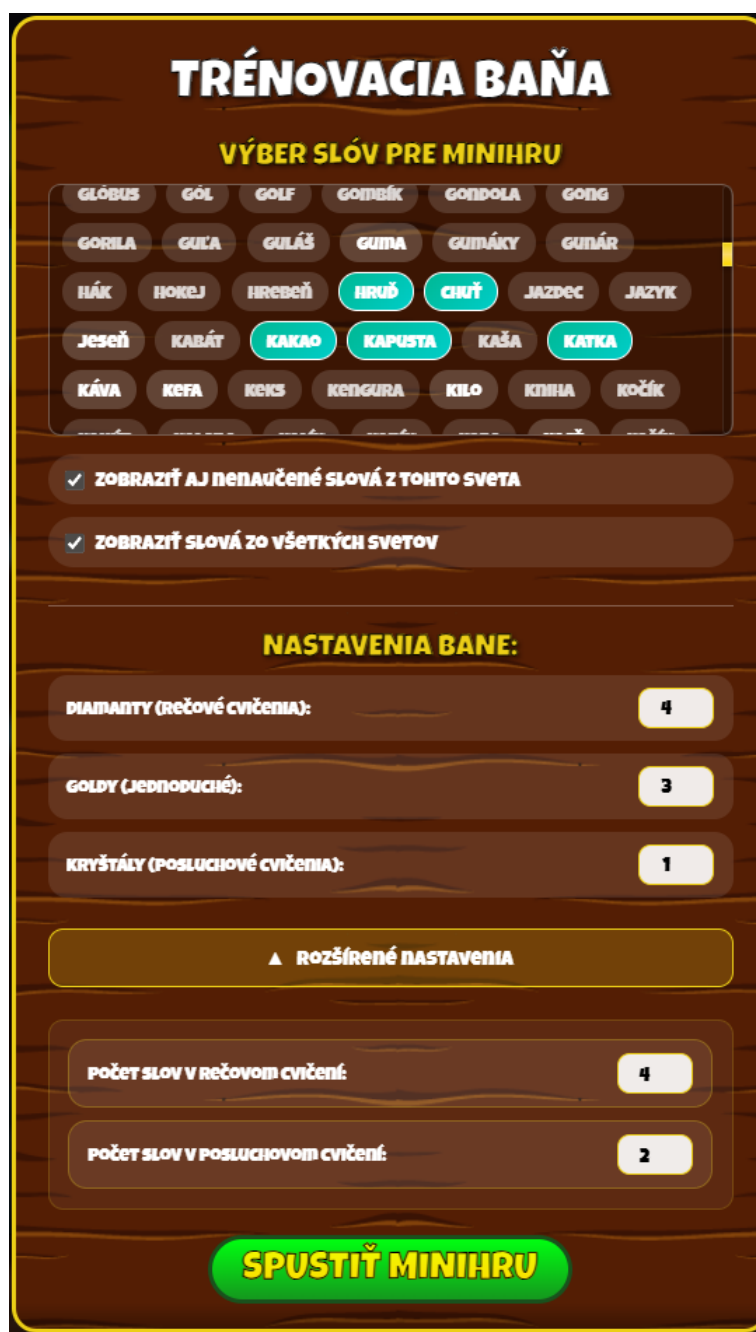 TRÉNOVACIA BAŇA
VÝBER SLÓV PRE MINIHRU
GLÓBUS GÓL GOLF GOMBÍK GONDOLA GONG
GORILA GUĽA GULÁŠ GUMA GUMÁKY GUNÁR
HÁK HOKEJ HREBEŇ HRUĎ CHUŤ JAZDEC JAZYK
JESEŇ KABÁT KAKAO KAPUSTA KAŠA KATKA
KÁVA KEFA KEKS KENGURA KILO KNIHA KOČÍK
ZOBRAZIŤ AJ NENAUČENÉ SLOVÁ Z TOHTO SVETA
ZOBRAZIŤ SLOVÁ ZO VŠETKÝCH SVETOV
NASTAVENIA BANE:
DIAMANTY (REČOVÉ CVIČENIA): 4
GOLDY (JEDNODUCHÉ): 3
KRYŠTÁLY (POSLUCHOVÉ CVIČENIA): 1
▲ ROZŠÍRENÉ NASTAVENIA
POČET SLOV V REČOVOM CVIČENÍ: 4
POČET SLOV V POSLUCHOVOM CVIČENÍ: 2
SPUSTIŤ MINIHRU